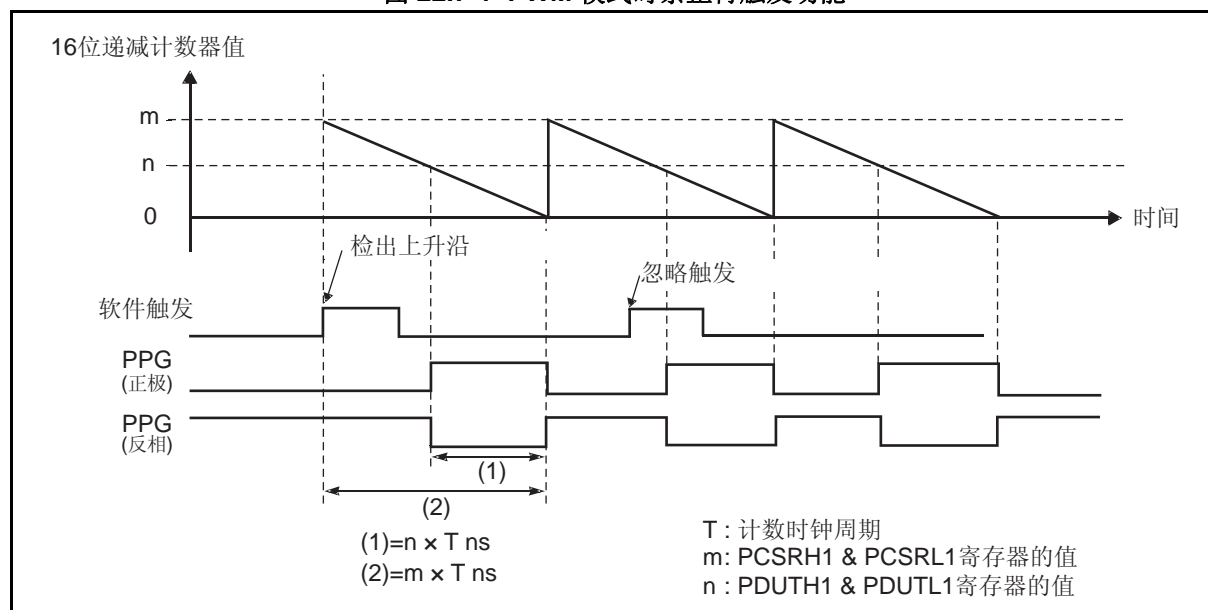 16位递减计数器值
m
n
0
时间
检出上升沿
忽略触发
软件触发
PPG
(正极)
PPG
(反相)
(1)
(2)
(1)=n × T ns
(2)=m × T ns
T : 计数时钟周期
m: PCSRH1 & PCSRL1寄存器的值
n : PDUTH1 & PDUTL1寄存器的值